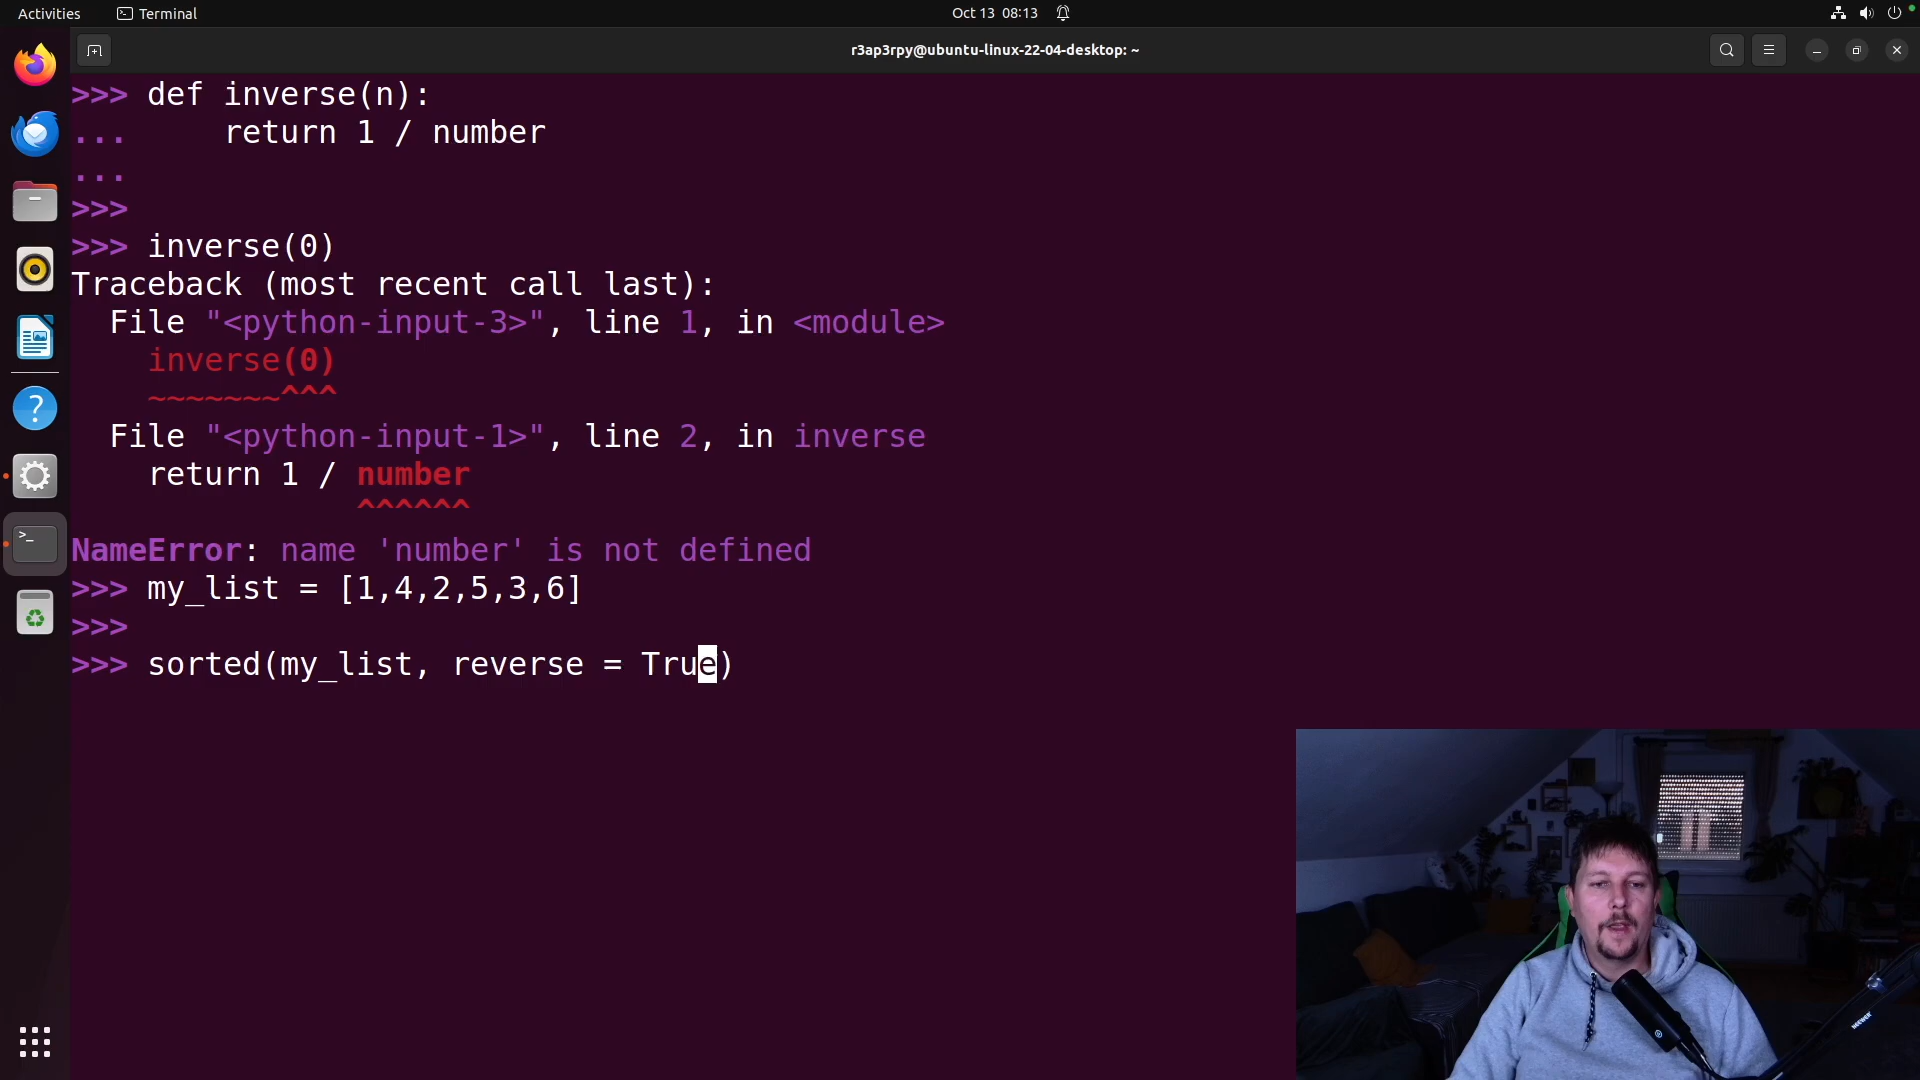 Activities
Terminal
Oct 13 08:13
r3ap3rpy@ubuntu-linux-22-04-desktop: ~
>>> def inverse(n):
...     return 1 / number
...
>>>
>>> inverse(0)
Traceback (most recent call last):
  File "<python-input-3>", line 1, in <module>
    inverse(0)
    ~~~~~~~^^^
  File "<python-input-1>", line 2, in inverse
    return 1 / number
               ^^^^^^
NameError: name 'number' is not defined
>>> my_list = [1,4,2,5,3,6]
>>>
>>> sorted(my_list, reverse = True)
NEEWER